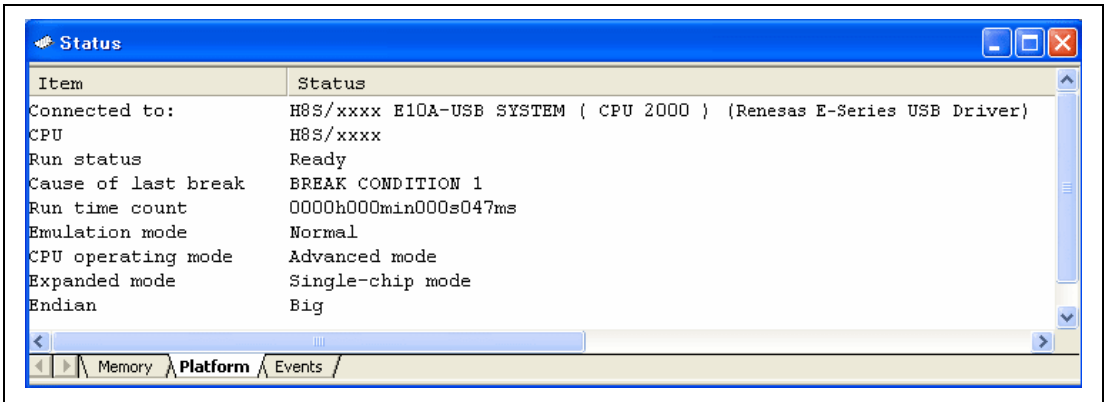 Status
Item Status
Connected to: H8S/xxxx E10A-USB SYSTEM ( CPU 2000 ) (Renesas E-Series USB Driver)
CPU H8S/xxxx
Run status Ready
Cause of last break BREAK CONDITION 1
Run time count 0000h000min000s047ms
Emulation mode Normal
CPU operating mode Advanced mode
Expanded mode Single-chip mode
Endian Big
Memory Platform Events